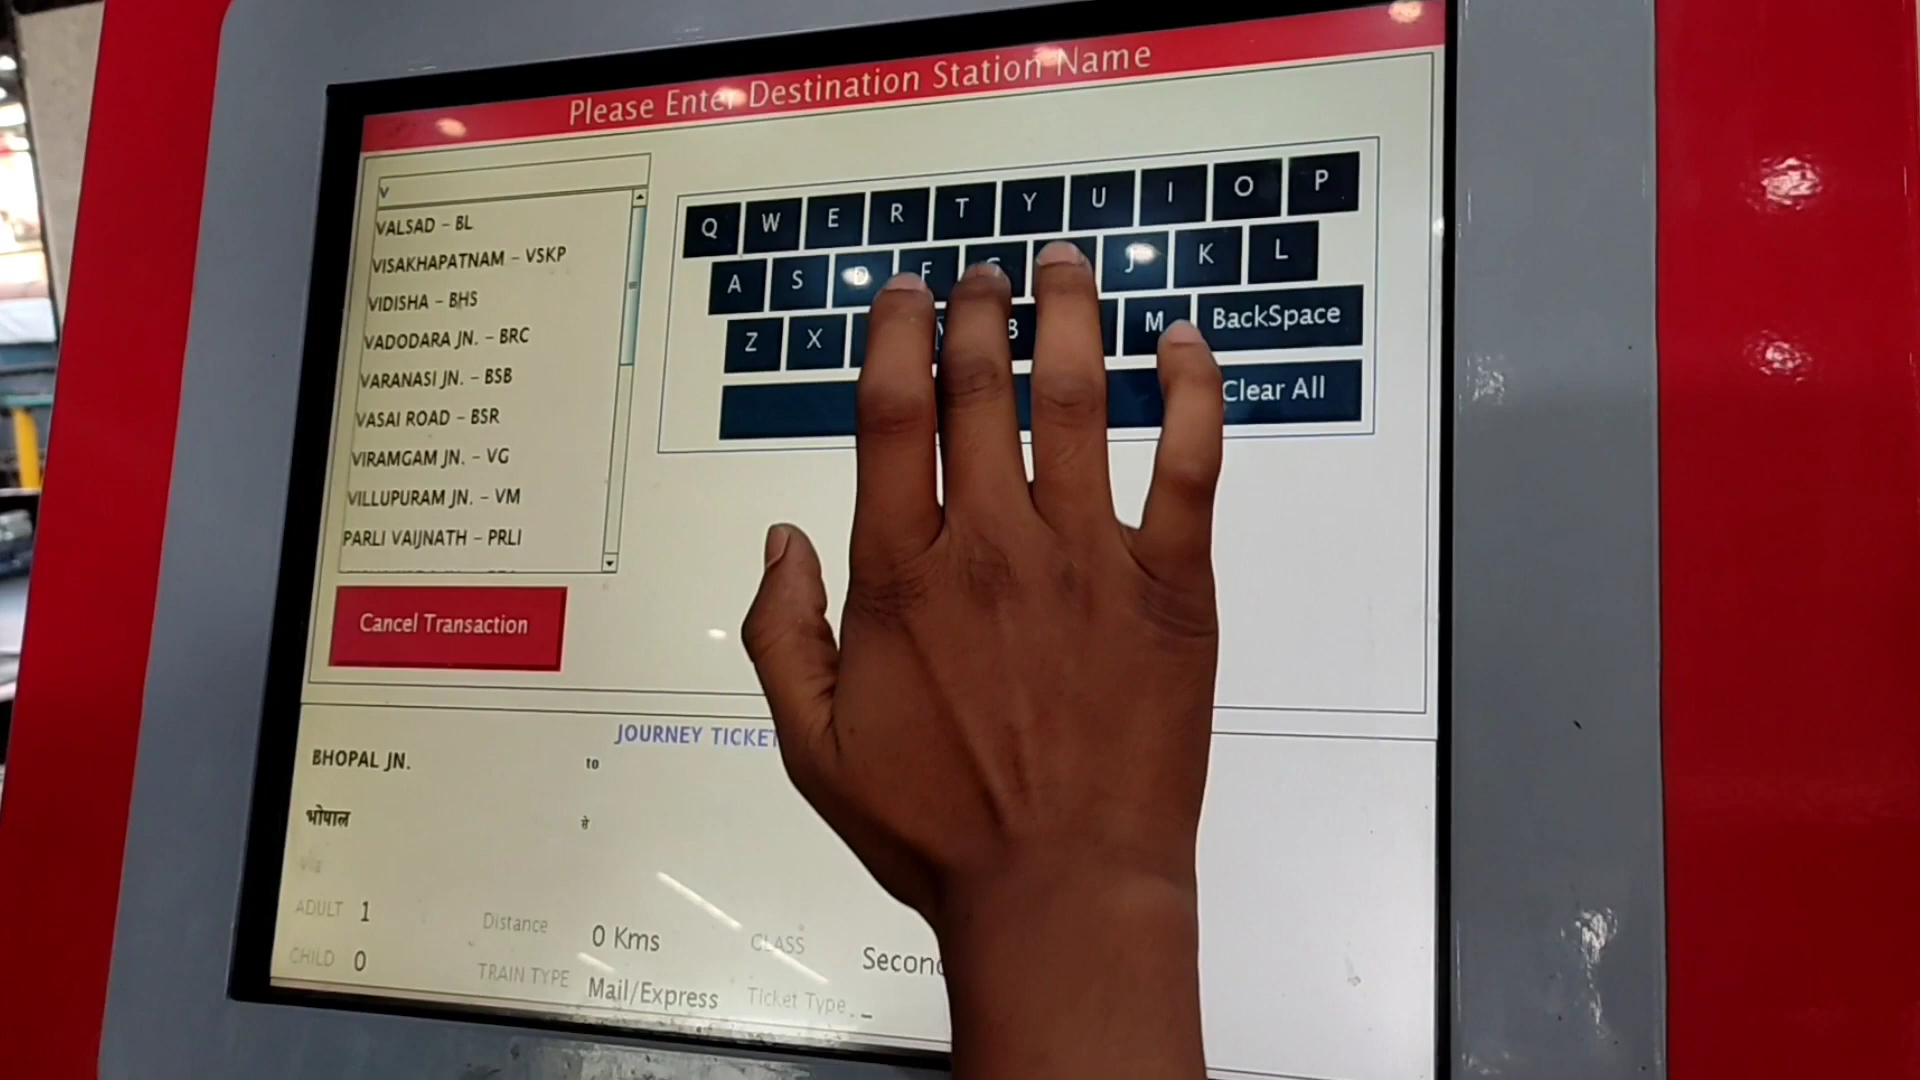 Please Enter Destination Station Name
v
VALSAD – BL
VISAKHAPATNAM – VSKP
VIDISHA – BHS
VADODARA JN. – BRC
VARANASI JN. – BSB
VASAI ROAD – BSR
VIRAMGAM JN. – VG
VILLUPURAM JN. – VM
PARLI VAIJNATH – PRLI
Q W E R T Y U I O P
A S D F G J K L
Z X B M BackSpace
Clear All
Cancel Transaction
JOURNEY TICKET
BHOPAL JN. to
भोपाल से
Via
ADULT 1 Distance 0 Kms CLASS Second
CHILD 0 TRAIN TYPE Mail/Express Ticket Type